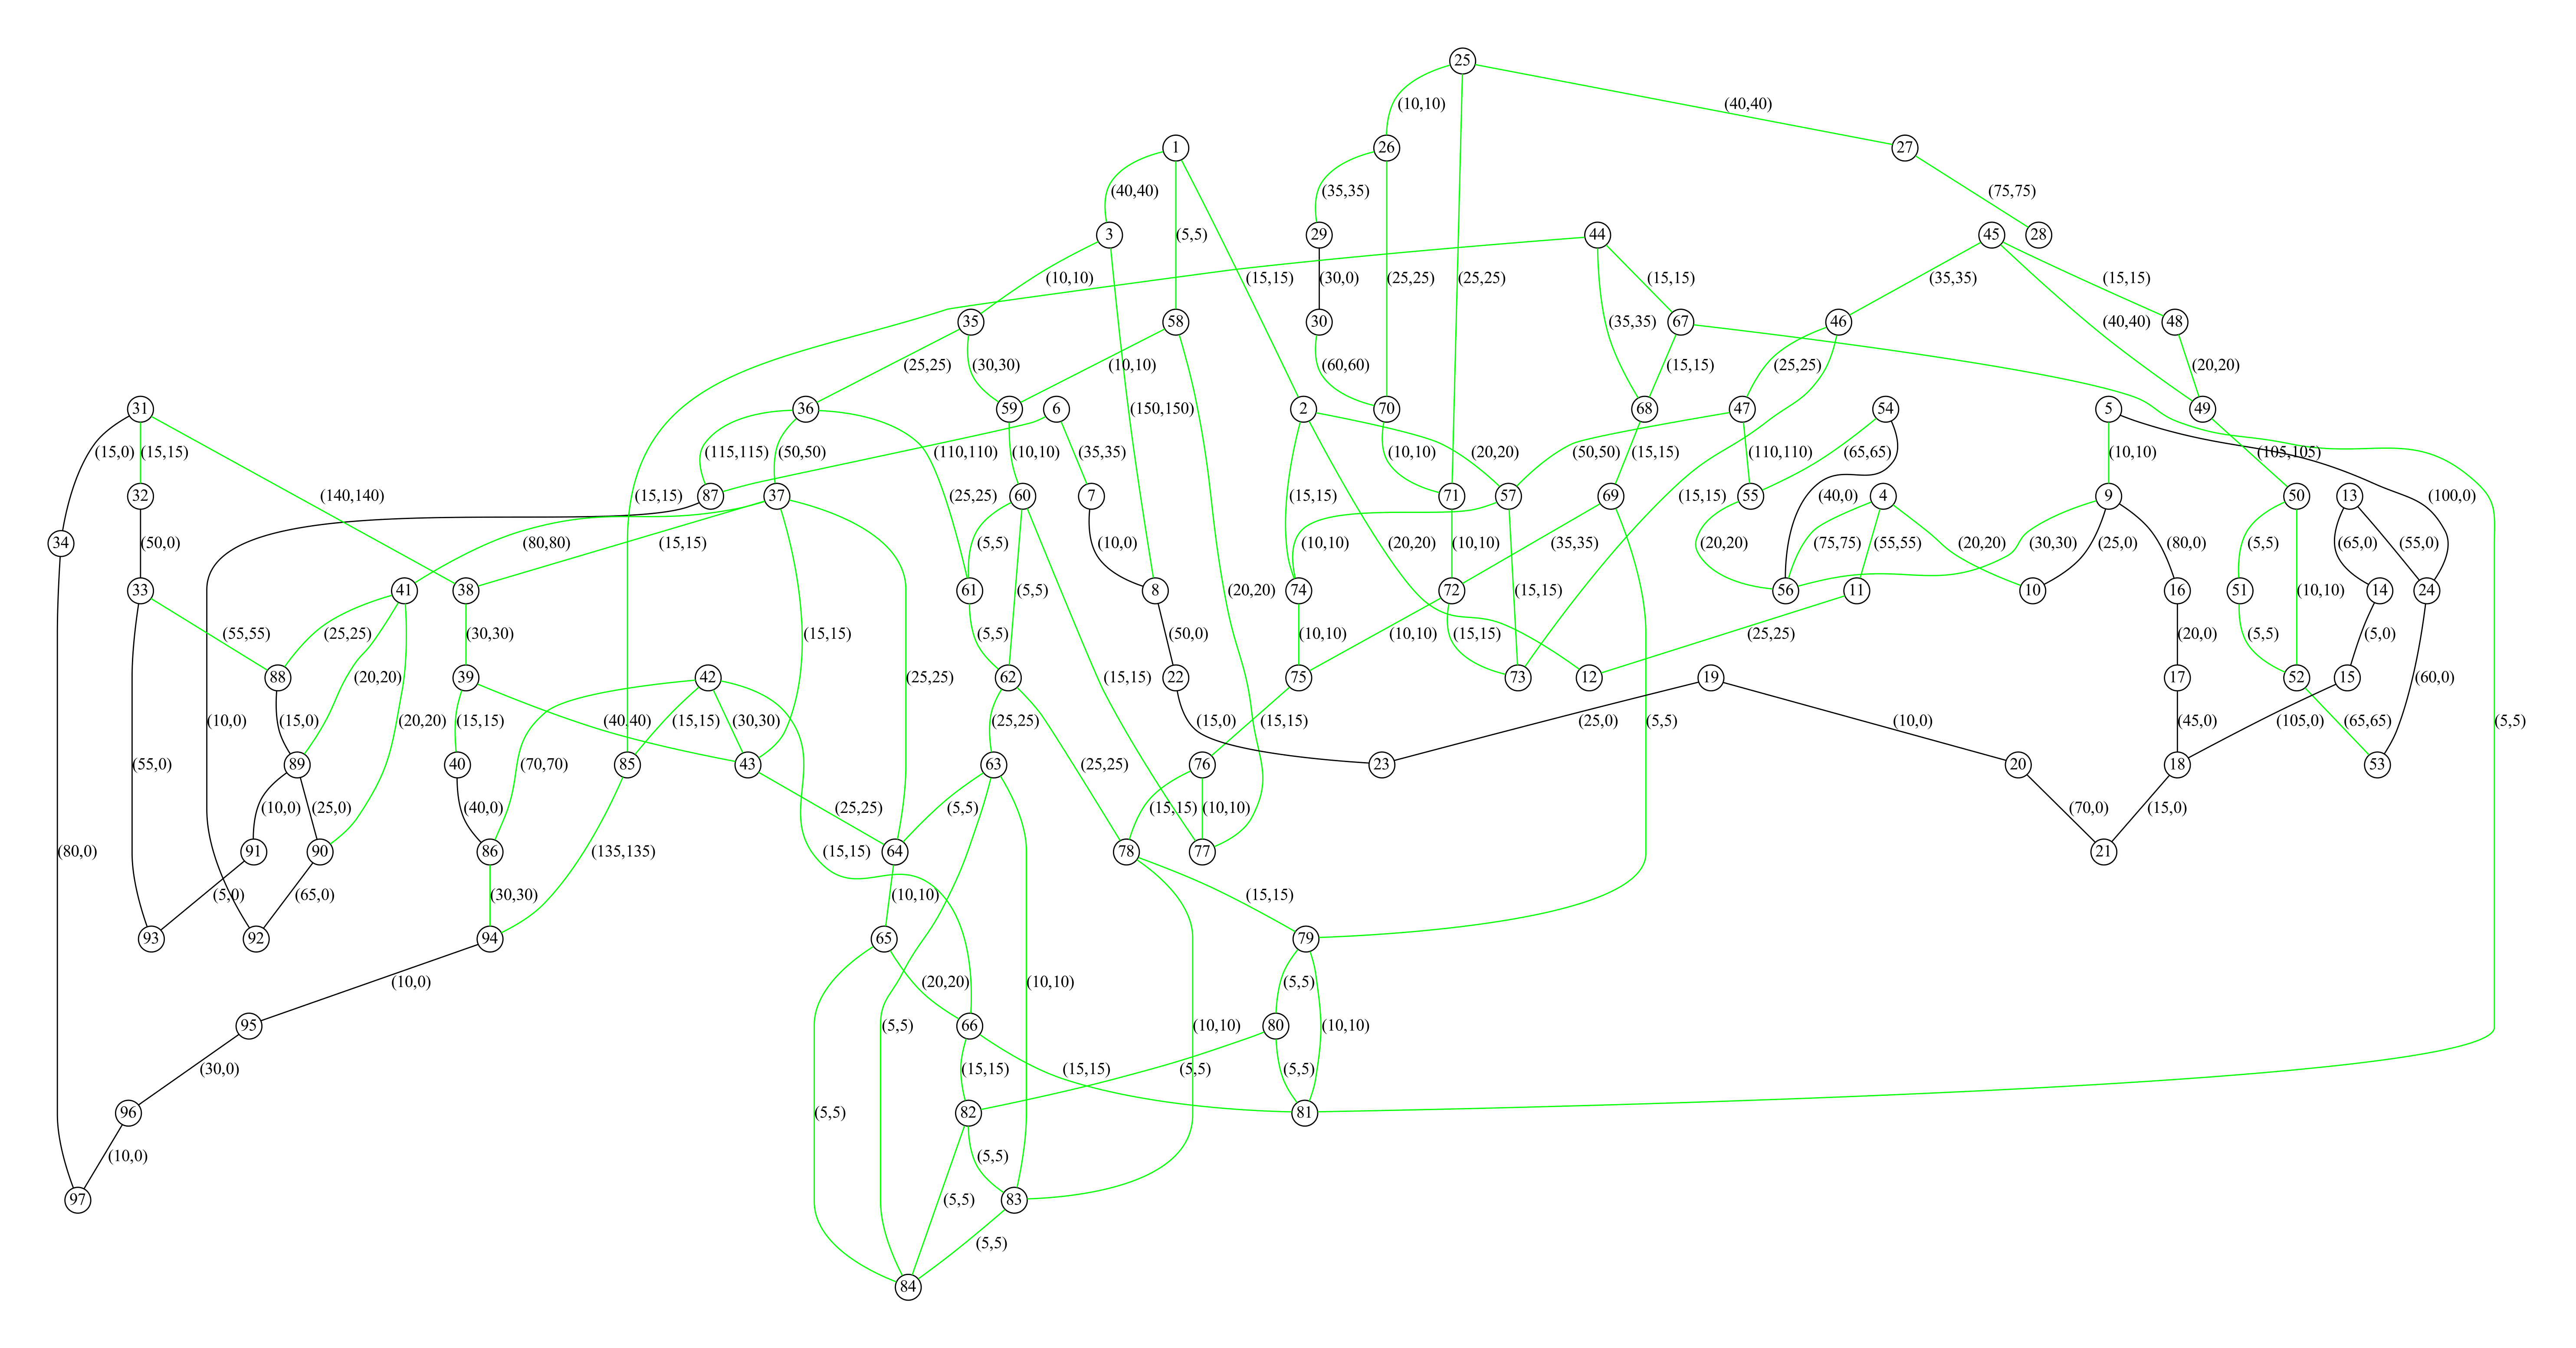 25
(10,10) (40,40)
1 26 27
(40,40) (35,35) (75,75)
3 (5,5) 29 44 45 28
(10,10) (15,15) (30,0) (25,25) (25,25) (15,15) (35,35) (15,15)
35 58 30 (35,35) 67 46 (40,40) 48
(25,25) (30,30) (10,10) (60,60) (15,15) (25,25) (20,20)
31 36 59 6 (150,150) 2 70 68 47 54 5 49
(15,0) (15,15) (115,115) (50,50) (110,110) (10,10) (35,35) (10,10) (20,20) (50,50) (15,15) (110,110) (65,65) (10,10) (105,105)
32 (140,140) (15,15) 87 37 (25,25) 60 7 (15,15) 71 57 69 (15,15) 55 (40,0) 4 9 50 13 (100,0)
34 (50,0) (80,80) (15,15) (5,5) (10,0) (10,10) (20,20) (10,10) (35,35) (20,20) (75,75) (55,55) (20,20) (30,30) (25,0) (80,0) (5,5) (65,0) (55,0)
33 41 38 61 (5,5) 8 (20,20) 74 72 (15,15) 56 11 10 16 51 (10,10) 14 24
(55,55) (25,25) (30,30) (15,15) (5,5) (50,0) (10,10) (10,10) (15,15) (25,25) (20,0) (5,5) (5,0)
88 (20,20) 39 42 (25,25) 62 (15,15) 22 75 73 12 19 17 52 15 (60,0)
(10,0) (15,0) (20,20) (15,15) (40,40) (15,15) (30,30) (25,25) (15,0) (15,15) (25,0) (5,5) (10,0) (45,0) (105,0) (65,65) (5,5)
(55,0) 89 40 (70,70) 85 43 63 (25,25) 76 23 20 18 53
(10,0) (25,0) (40,0) (25,25) (5,5) (15,15) (10,10) (70,0) (15,0)
(80,0) 91 90 86 (135,135) (15,15) 64 78 77 21
(5,0) (65,0) (30,30) (10,10) (15,15)
93 92 94 65 79
(10,0) (20,20) (10,10) (5,5)
95 (5,5) 66 (10,10) 80 (10,10)
(30,0) (15,15) (15,15) (5,5) (5,5)
96 (5,5) 82 81
(10,0) (5,5)
97 (5,5) 83
(5,5)
84